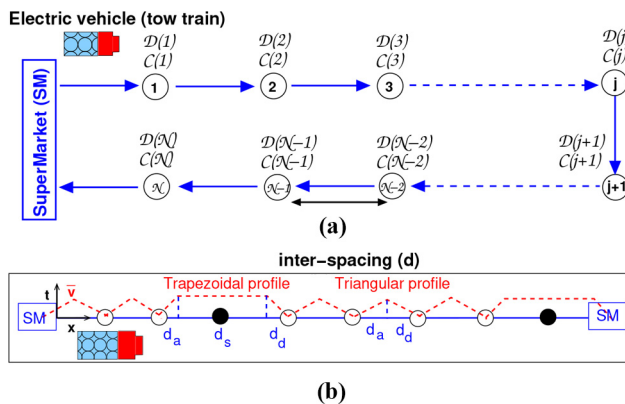 Electric vehicle (tow train)
D(1) D(2) D(3) D(j)
C(1) C(2) C(3) C(j)
1 2 3 j
SuperMarket (SM)
D(N) D(N−1) D(N−2) D(j+1)
C(N) C(N−1) C(N−2) C(j+1)
N N−1 N−2 j+1
(a)
inter−spacing (d)
t v̅ Trapezoidal profile Triangular profile
SM SM
x d_a d_s d_d d_a d_d
(b)